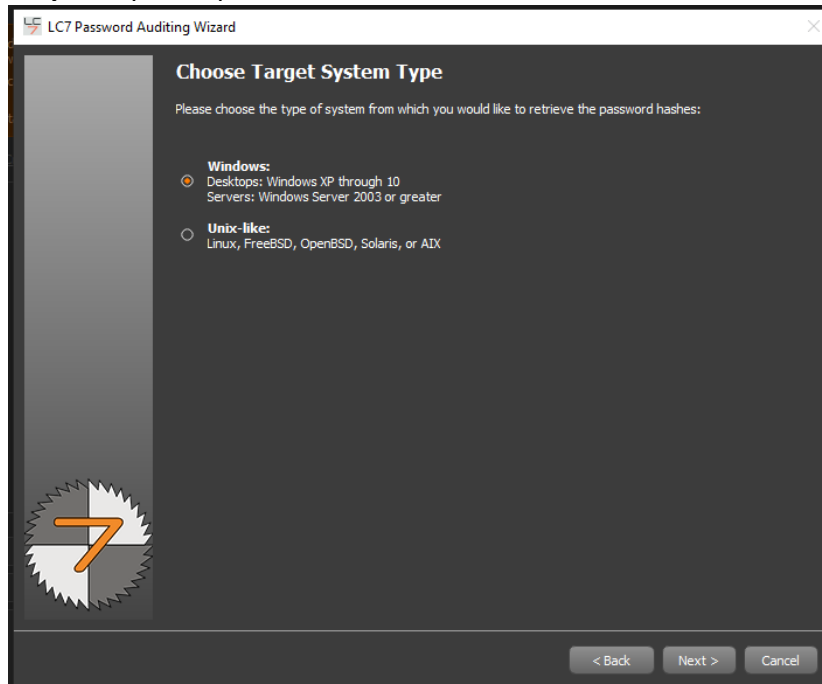 LC7 Password Auditing Wizard
Choose Target System Type
Please choose the type of system from which you would like to retrieve the password hashes:
Windows:
Desktops: Windows XP through 10
Servers: Windows Server 2003 or greater
Unix-like:
Linux, FreeBSD, OpenBSD, Solaris, or AIX
7
< Back Next > Cancel